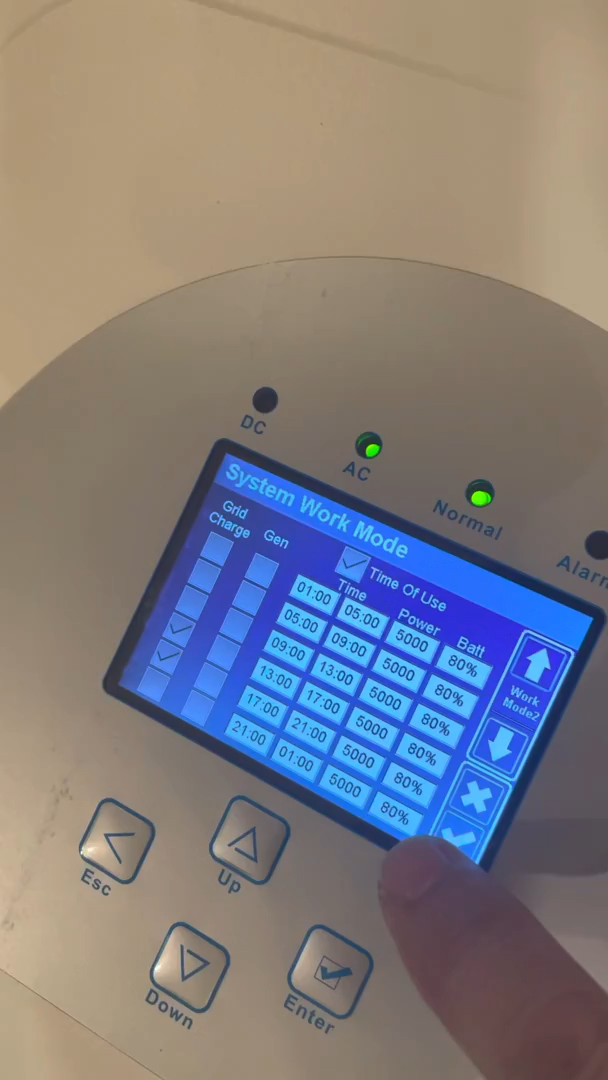 DC
AC
Normal
System Work Mode
Grid Charge Gen
Time Of Use
Time Power Batt
01:00 05:00 5000 80%
05:00 09:00 5000 80%
09:00 13:00 5000 80%
13:00 17:00 5000 80%
17:00 21:00 5000 80%
21:00 01:00 5000 80%
Work
Mode2
Esc
Up
Down
Enter